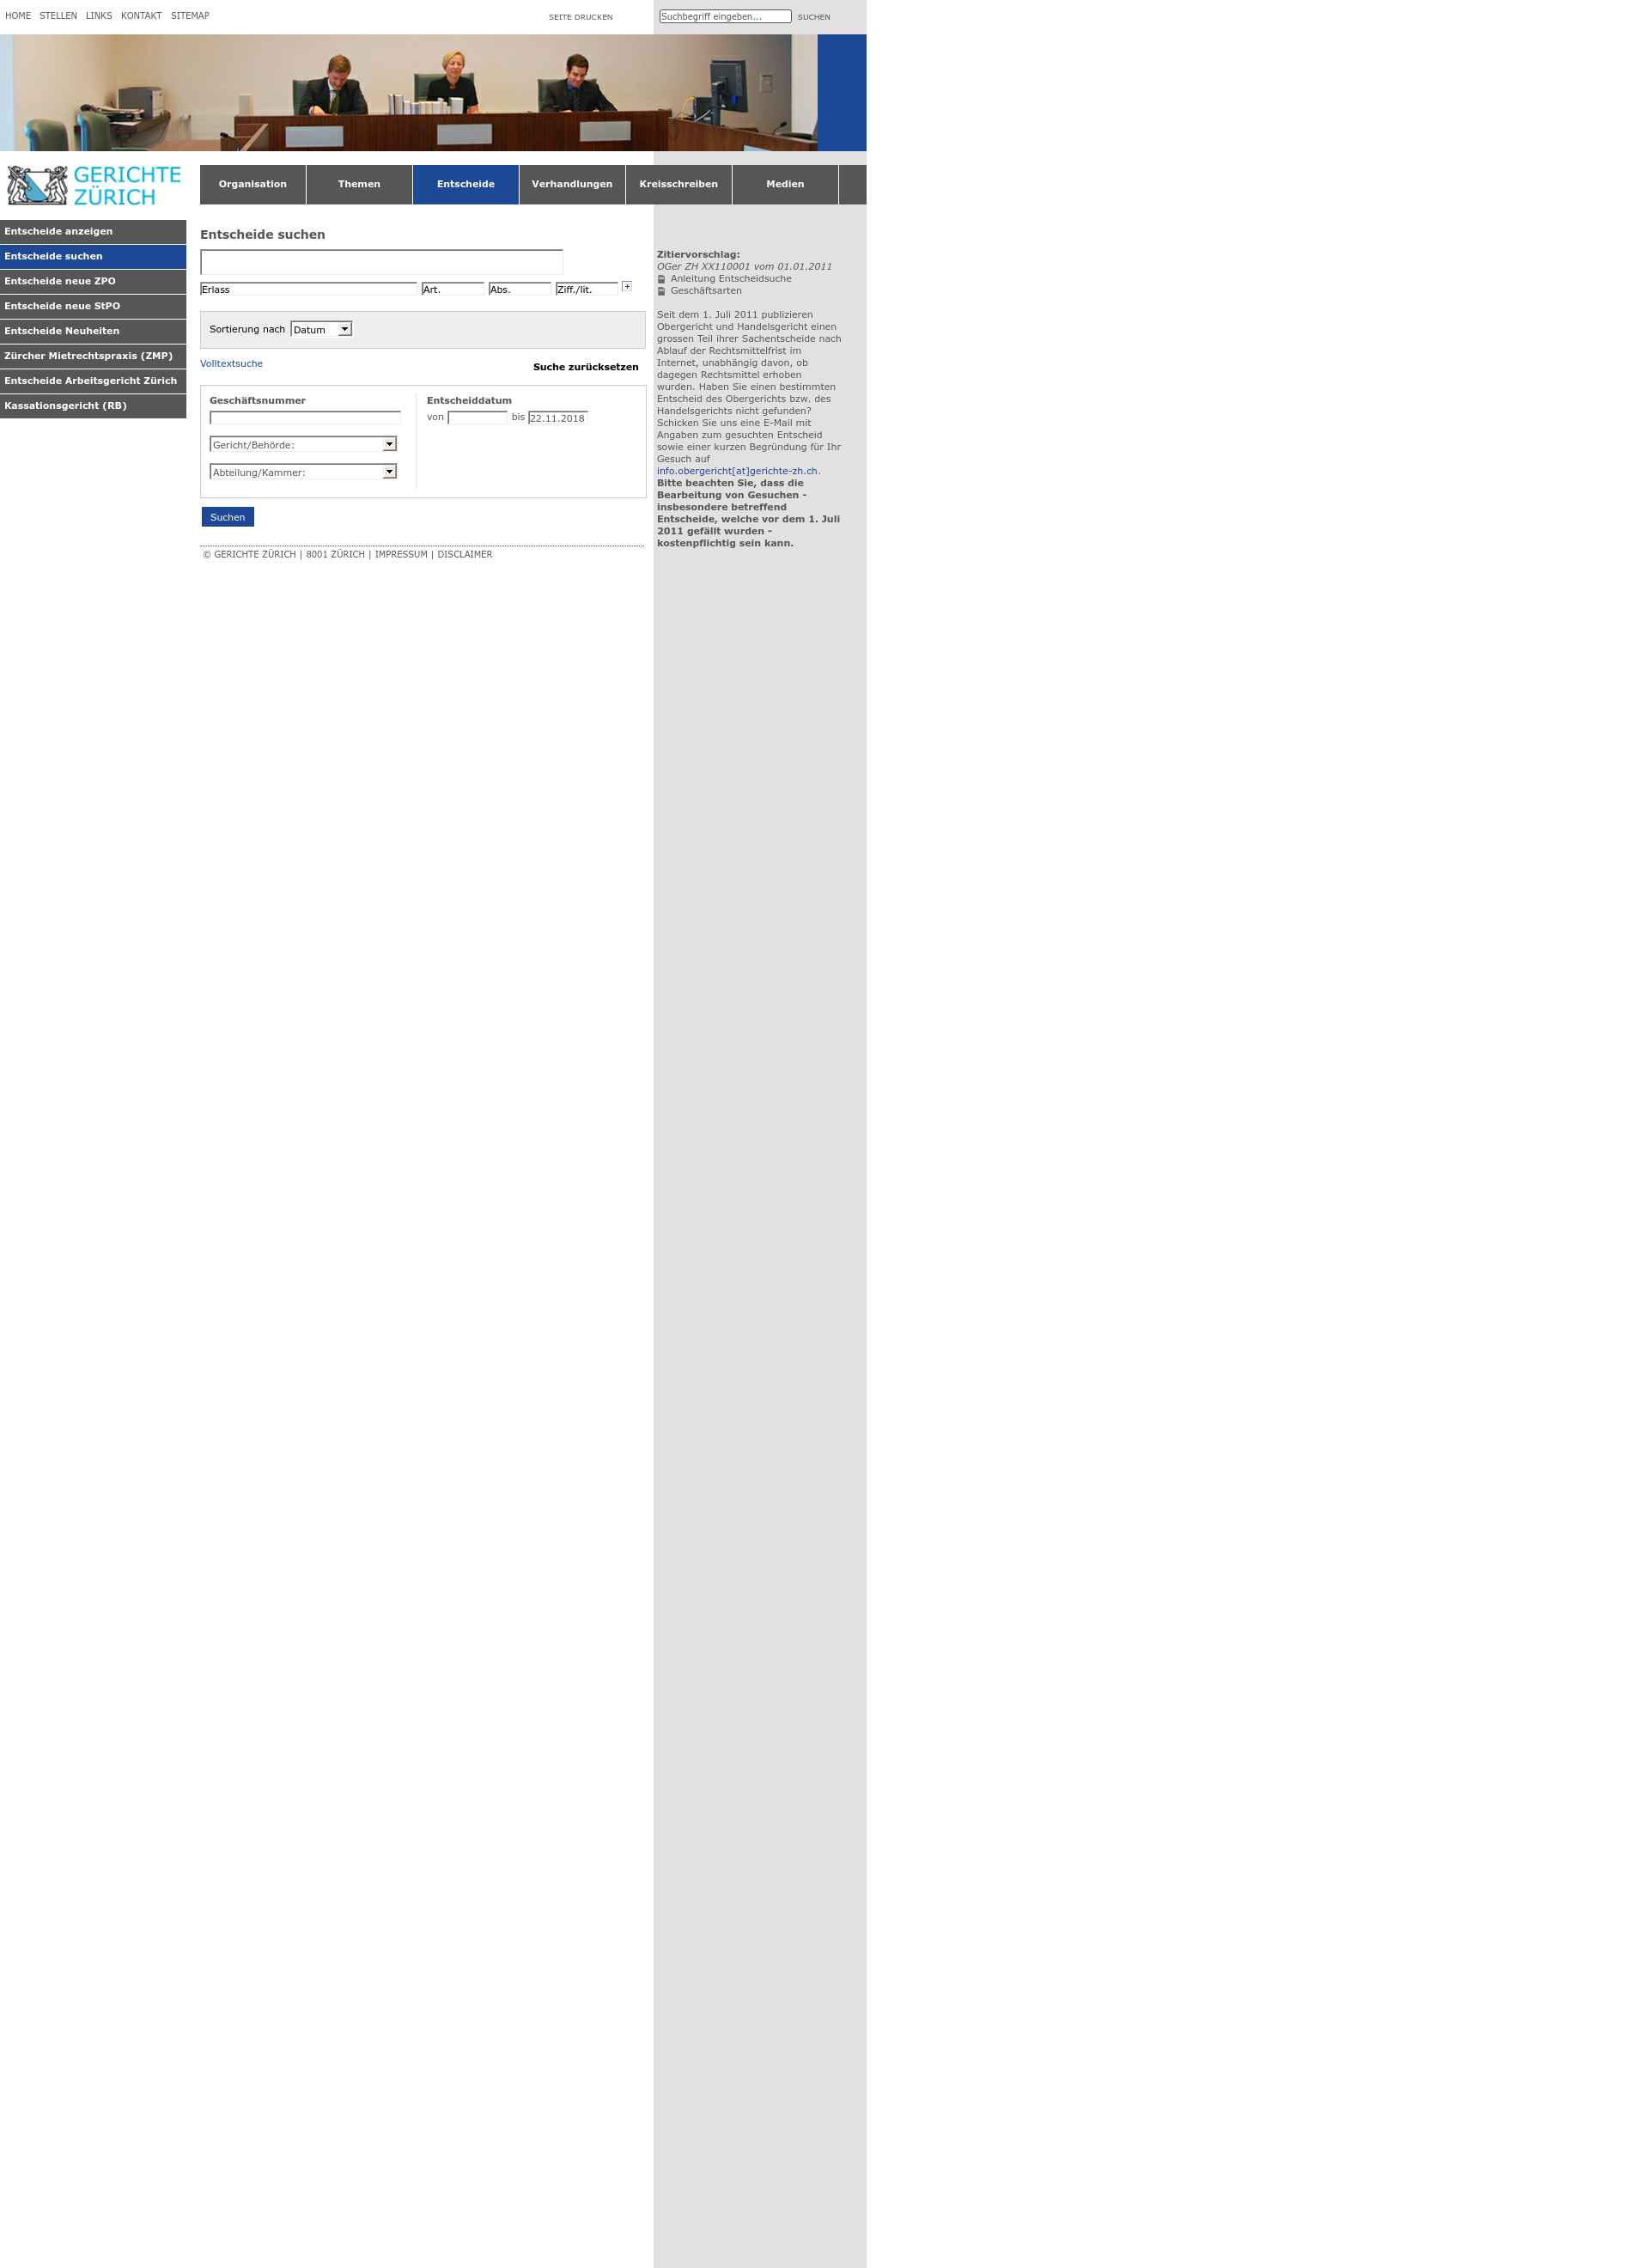 HOME STELLEN LINKS KONTAKT SITEMAP SEITE DRUCKEN Suchbegriff eingeben... SUCHEN
GERICHTE
ZÜRICH
Organisation Themen Entscheide Verhandlungen Kreisschreiben Medien
Entscheide anzeigen
Entscheide suchen
Entscheide neue ZPO
Entscheide neue StPO
Entscheide Neuheiten
Zürcher Mietrechtspraxis (ZMP)
Entscheide Arbeitsgericht Zürich
Kassationsgericht (RB)
Entscheide suchen
Erlass Art. Abs. Ziff./lit.
Sortierung nach Datum
Volltextsuche Suche zurücksetzen
Geschäftsnummer Entscheiddatum
von bis 22.11.2018
Gericht/Behörde:
Abteilung/Kammer:
Suchen
© GERICHTE ZÜRICH | 8001 ZÜRICH | IMPRESSUM | DISCLAIMER
Zitiervorschlag:
OGer ZH XX110001 vom 01.01.2011
Anleitung Entscheidsuche
Geschäftsarten
Seit dem 1. Juli 2011 publizieren
Obergericht und Handelsgericht einen
grossen Teil ihrer Sachentscheide nach
Ablauf der Rechtsmittelfrist im
Internet, unabhängig davon, ob
dagegen Rechtsmittel erhoben
wurden. Haben Sie einen bestimmten
Entscheid des Obergerichts bzw. des
Handelsgerichts nicht gefunden?
Schicken Sie uns eine E-Mail mit
Angaben zum gesuchten Entscheid
sowie einer kurzen Begründung für Ihr
Gesuch auf
info.obergericht[at]gerichte-zh.ch.
Bitte beachten Sie, dass die
Bearbeitung von Gesuchen -
insbesondere betreffend
Entscheide, welche vor dem 1. Juli
2011 gefällt wurden -
kostenpflichtig sein kann.